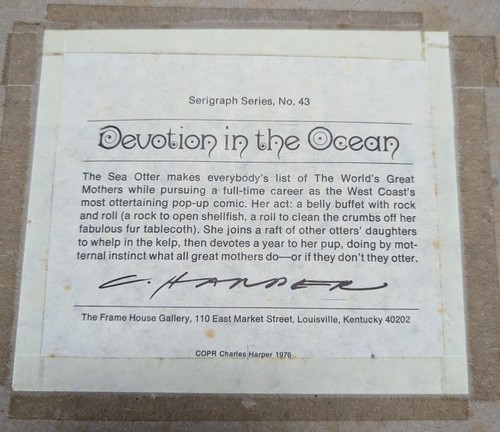 Serigraph Series, No. 43
Devotion in the Ocean
The Sea Otter makes everybody's list of The World's Great
Mothers while pursuing a full-time career as the West Coast's
most ottertaining pop-up comic. Her act: a belly buffet with rock
and roll (a rock to open shellfish, a roll to clean the crumbs off her
fabulous fur tablecoth). She joins a raft of other otters' daughters
to whelp in the kelp, then devotes a year to her pup, doing by mot-
ternal instinct what all great mothers do—or if they don't they otter.
C. HARPER
The Frame House Gallery, 110 East Market Street, Louisville, Kentucky 40202
COPR Charles Harper 1976